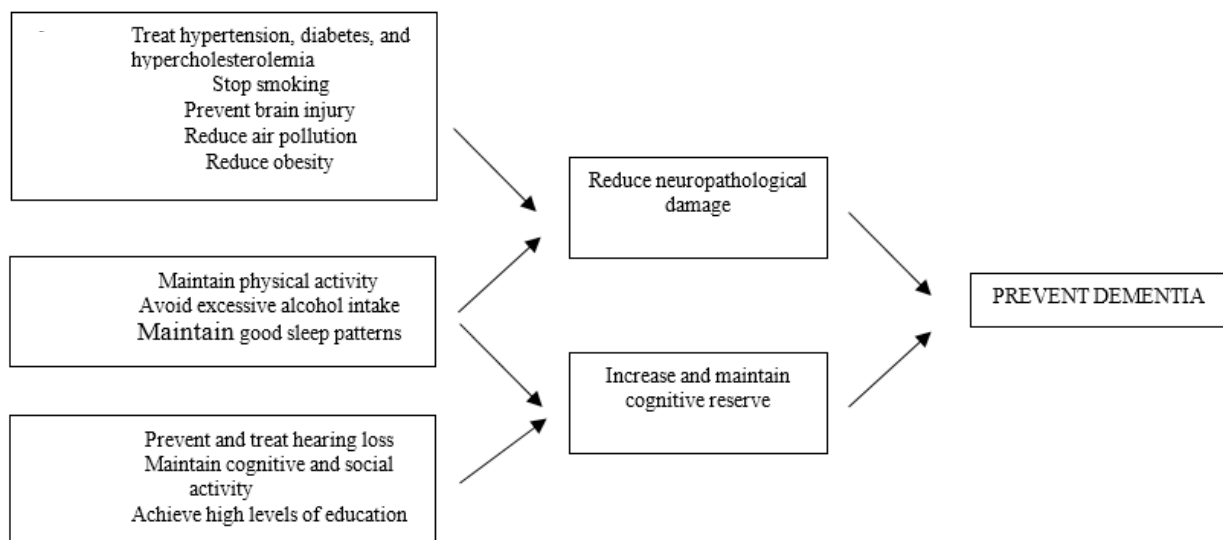 Treat hypertension, diabetes, and
hypercholesterolemia
Stop smoking
Prevent brain injury
Reduce air pollution
Reduce obesity
Maintain physical activity
Avoid excessive alcohol intake
Maintain good sleep patterns
Prevent and treat hearing loss
Maintain cognitive and social
activity
Achieve high levels of education
Reduce neuropathological
damage
Increase and maintain
cognitive reserve
PREVENT DEMENTIA